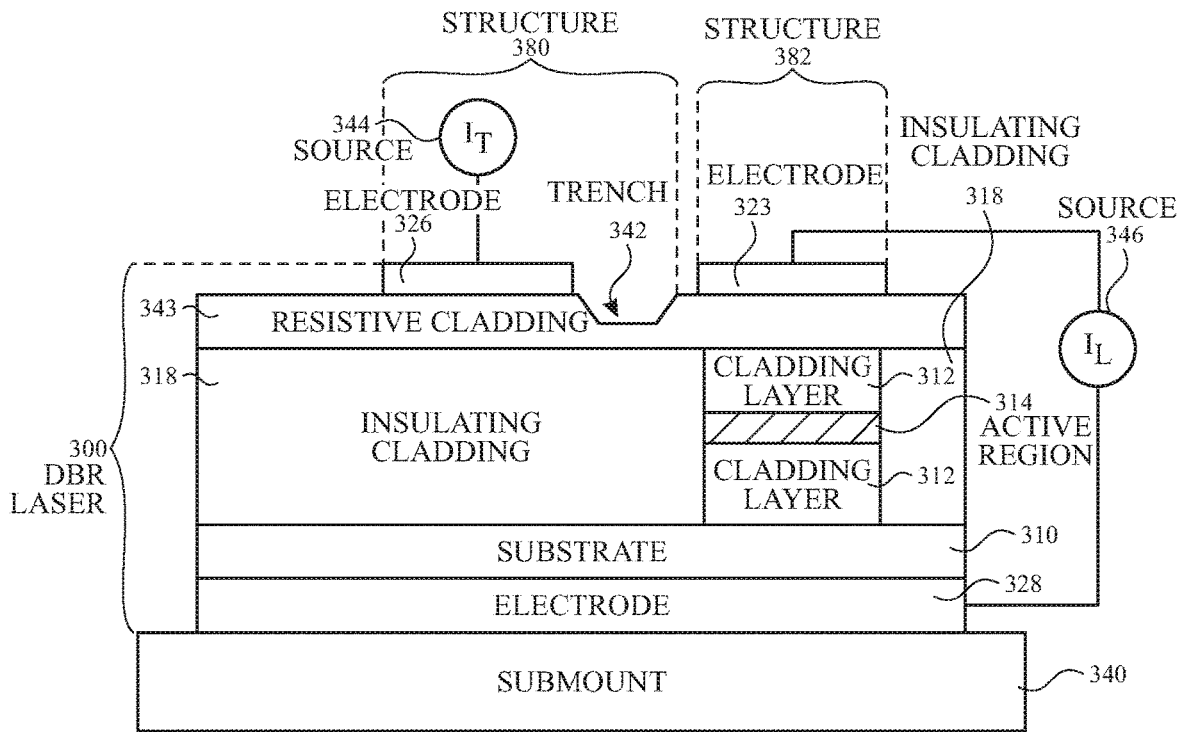 STRUCTURE
380
STRUCTURE
382
344
SOURCE
I_T
INSULATING
CLADDING
318
ELECTRODE
326
TRENCH
342
ELECTRODE
323
SOURCE
346
I_L
343
RESISTIVE CLADDING
318
INSULATING
CLADDING
CLADDING
LAYER
312
314
ACTIVE
REGION
CLADDING
LAYER
312
300
DBR
LASER
SUBSTRATE
310
ELECTRODE
328
SUBMOUNT
340